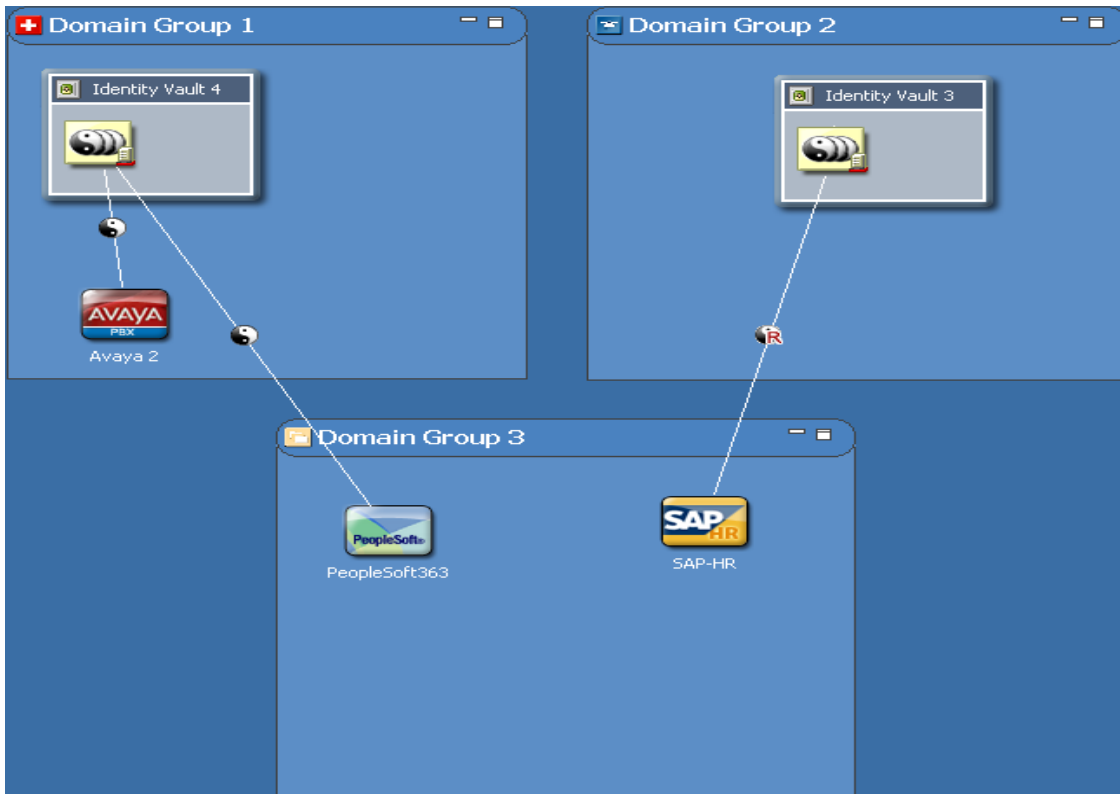 Domain Group 1
Identity Vault 4
AVAYA
PBX
Avaya 2
Domain Group 2
Identity Vault 3
R
Domain Group 3
PeopleSoft®
PeopleSoft363
SAP
HR
SAP-HR